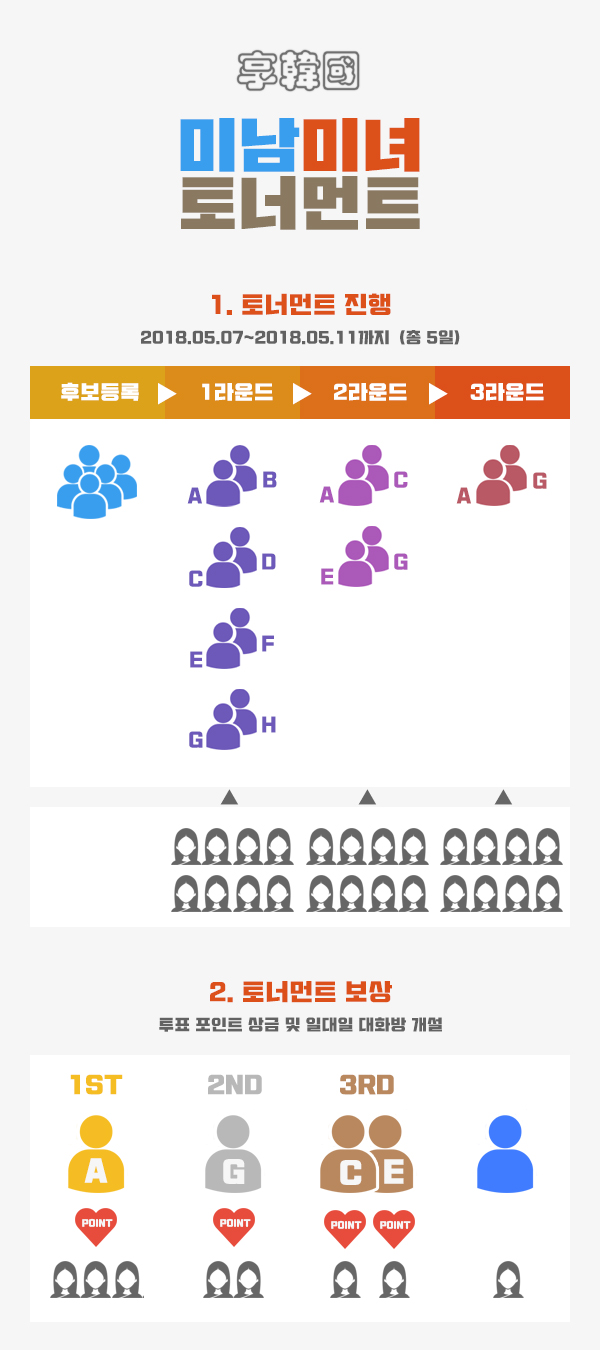 享韓國
미남미녀
토너먼트
1. 토너먼트 진행
2018.05.07~2018.05.11까지 (총 5일)
후보등록 1라운드 2라운드 3라운드
A B A C A G
C D E G
E F
G H
2. 토너먼트 보상
투표 포인트 상금 및 일대일 대화방 개설
1ST 2ND 3RD
A G C E
POINT POINT POINT POINT